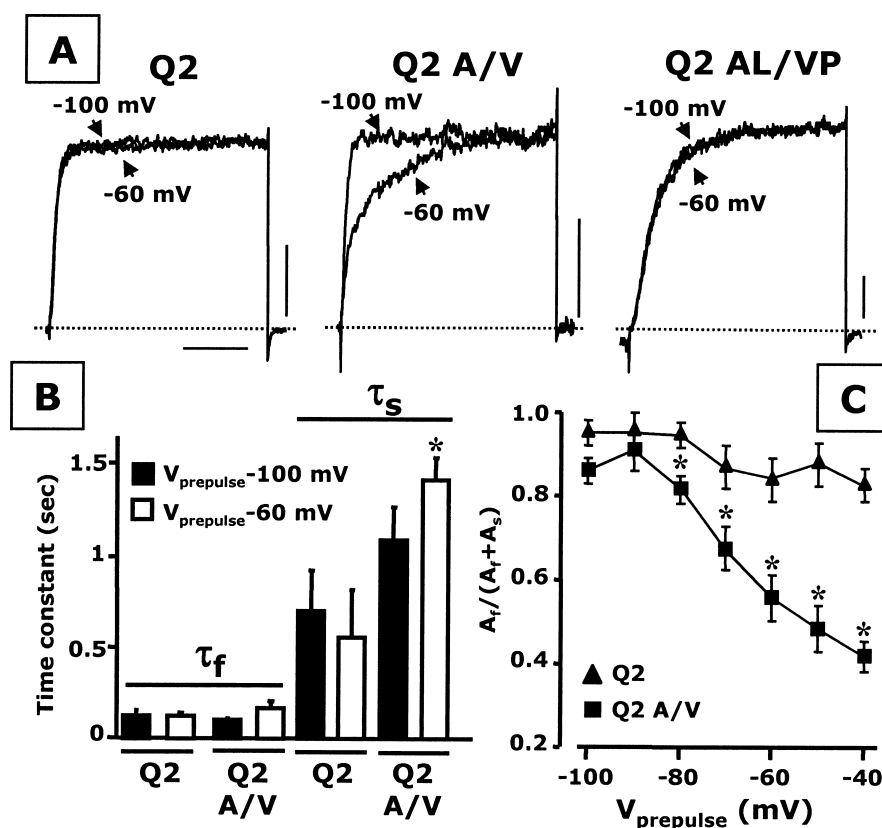 A
Q2
Q2 A/V
Q2 AL/VP
-100 mV
-60 mV
-100 mV
-60 mV
-100 mV
-60 mV
B
τs
Time constant (sec)
1.5
1
0.5
0
Vprepulse-100 mV
Vprepulse-60 mV
*
τf
Q2
Q2
A/V
Q2
Q2
A/V
C
Af/(Af+As)
1.0
0.8
0.6
0.4
0.2
*
*
*
*
*
Q2
Q2 A/V
-100
-80
-60
-40
Vprepulse (mV)